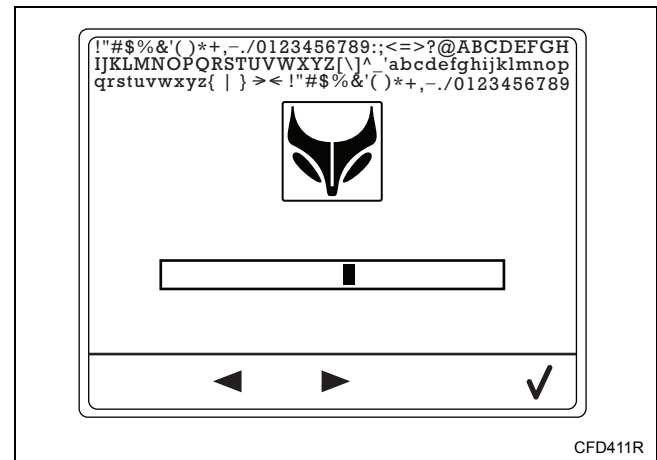 !"#$%&'( )*+,–./0123456789:;<=>?@ABCDEFGH
IJKLMNOPQRSTUVWXYZ[\]^_'abcdefghijklmnop
qrstuvwxyz{ | } ➛← !"#$%&'( )*+,–./0123456789
CFD411R